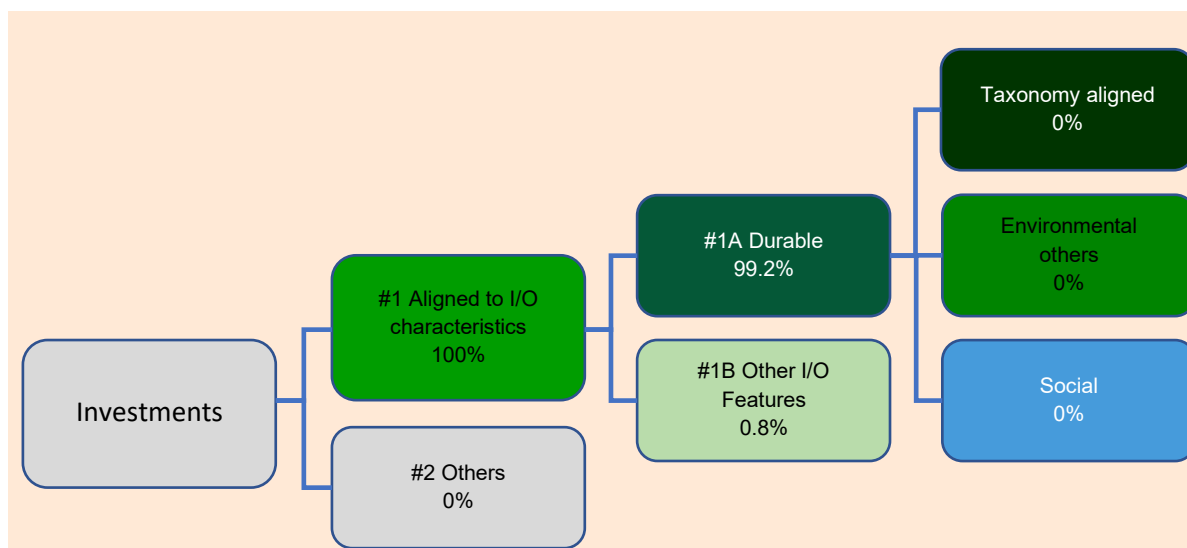 Investments
#1 Aligned to I/O
characteristics
100%
#2 Others
0%
#1A Durable
99.2%
#1B Other I/O
Features
0.8%
Taxonomy aligned
0%
Environmental
others
0%
Social
0%